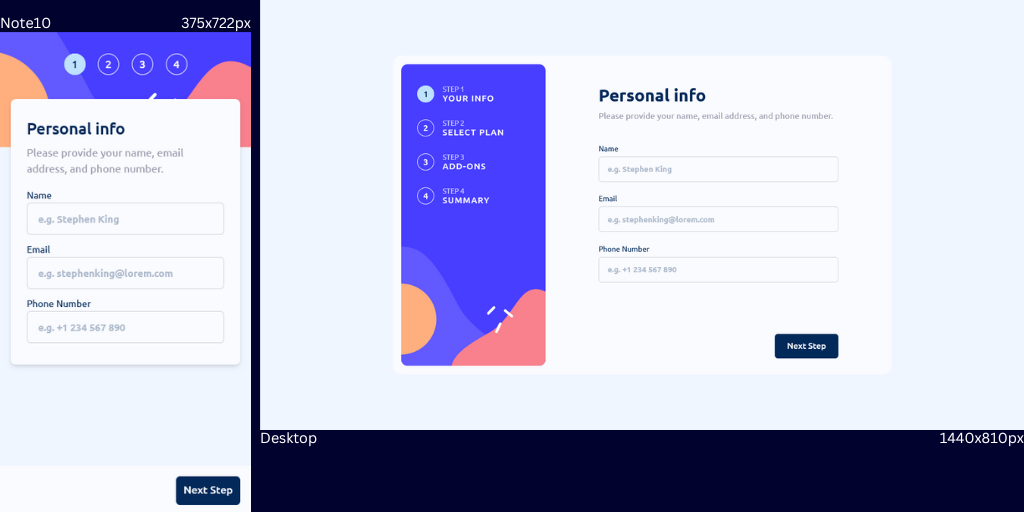 Note10 375x722px
1 2 3 4
Personal info
Please provide your name, email
address, and phone number.
Name
e.g. Stephen King
Email
e.g. stephenking@lorem.com
Phone Number
e.g. +1 234 567 890
Next Step
1 STEP 1
YOUR INFO
2 STEP 2
SELECT PLAN
3 STEP 3
ADD-ONS
4 STEP 4
SUMMARY
Personal info
Please provide your name, email address, and phone number.
Name
e.g. Stephen King
Email
e.g. stephenking@lorem.com
Phone Number
e.g. +1 234 567 890
Next Step
Desktop 1440x810px